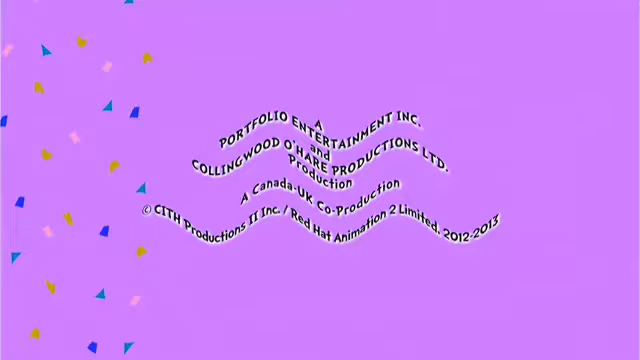 A
PORTFOLIO ENTERTAINMENT INC.
and
COLLINGWOOD O'HARE PRODUCTIONS LTD.
Production
A Canada-UK Co-Production
© CITH Productions II Inc. / Red Hat Animation 2 Limited. 2012-2013